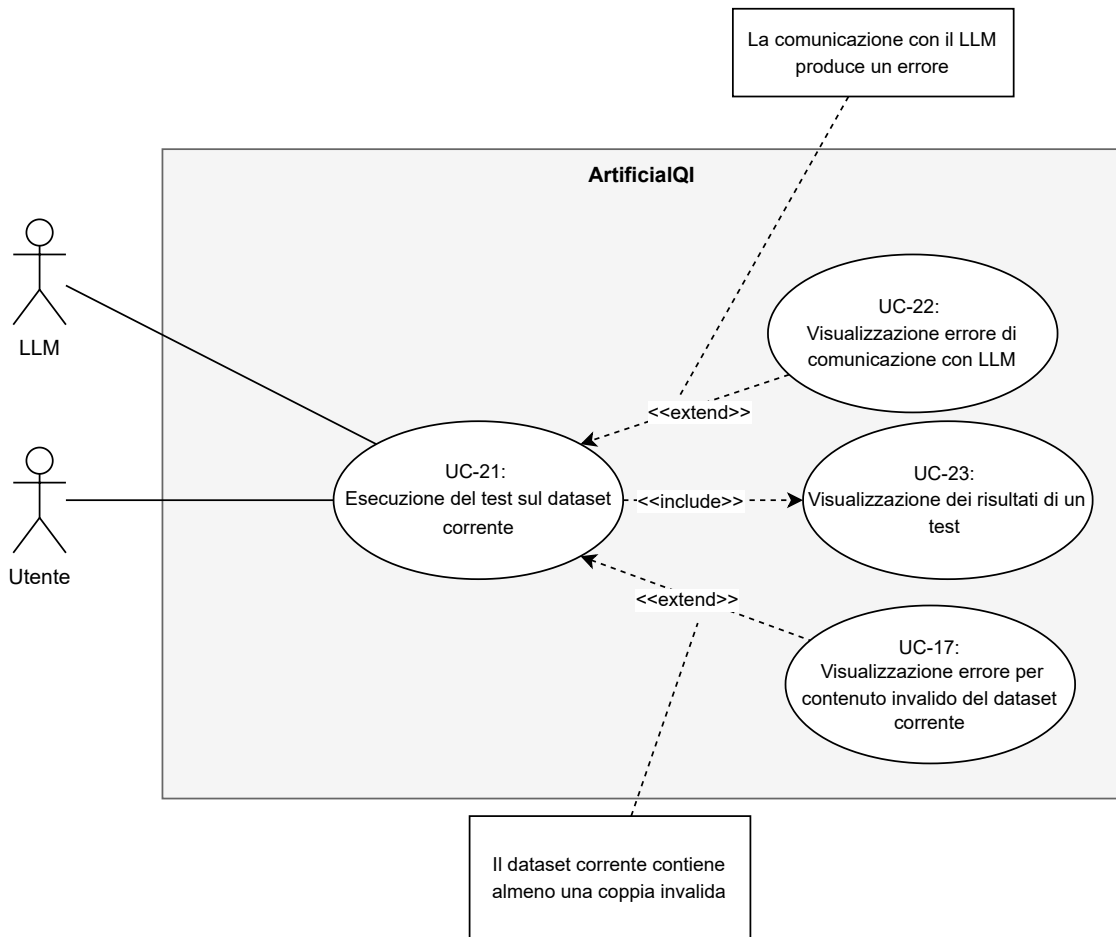 La comunicazione con il LLM
produce un errore
ArtificialQI
LLM
UC-22:
Visualizzazione errore di
comunicazione con LLM
<<extend>>
UC-21:
Esecuzione del test sul dataset
corrente
<<include>>
UC-23:
Visualizzazione dei risultati di un
test
Utente
<<extend>>
UC-17:
Visualizzazione errore per
contenuto invalido del dataset
corrente
Il dataset corrente contiene
almeno una coppia invalida